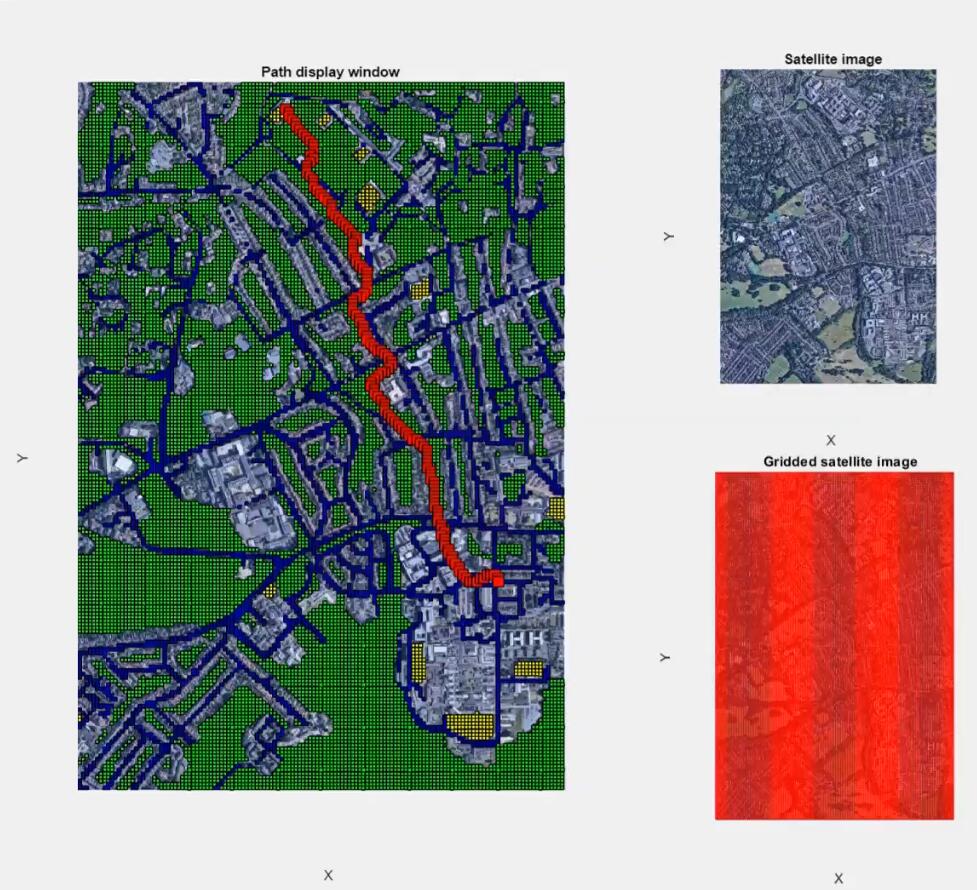 Path display window
Y
X
Satellite image
Y
X
Gridded satellite image
Y
X